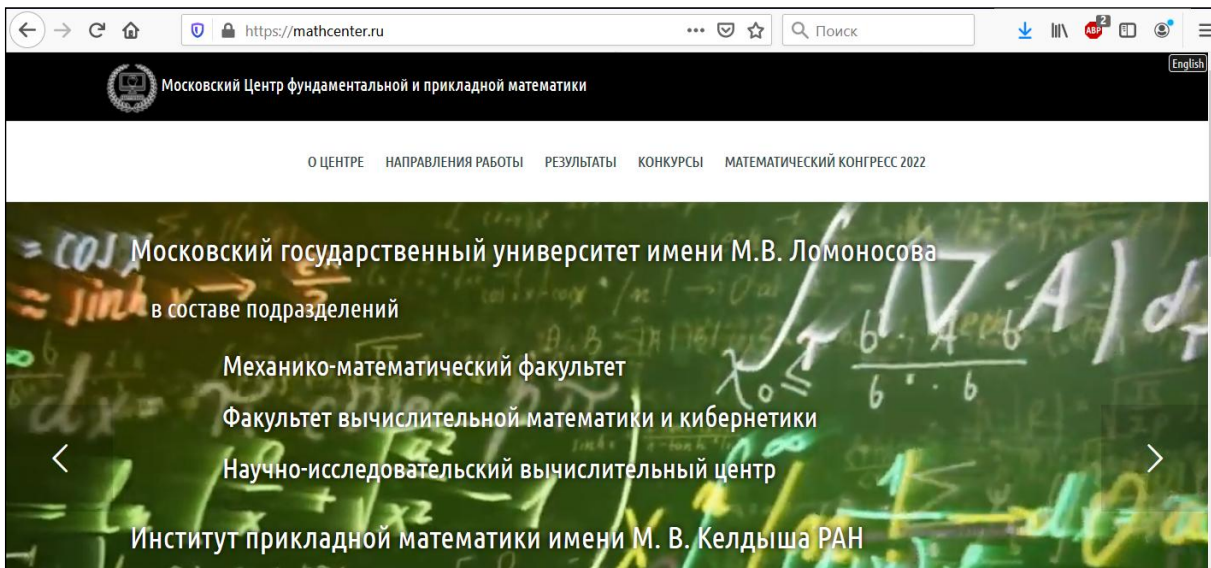 https://mathcenter.ru
Поиск
ABP 2
Московский Центр фундаментальной и прикладной математики
English
О ЦЕНТРЕ НАПРАВЛЕНИЯ РАБОТЫ РЕЗУЛЬТАТЫ КОНКУРСЫ МАТЕМАТИЧЕСКИЙ КОНГРЕСС 2022
Московский государственный университет имени М.В. Ломоносова
в составе подразделений
Механико-математический факультет
Факультет вычислительной математики и кибернетики
Научно-исследовательский вычислительный центр
Институт прикладной математики имени М. В. Келдыша РАН